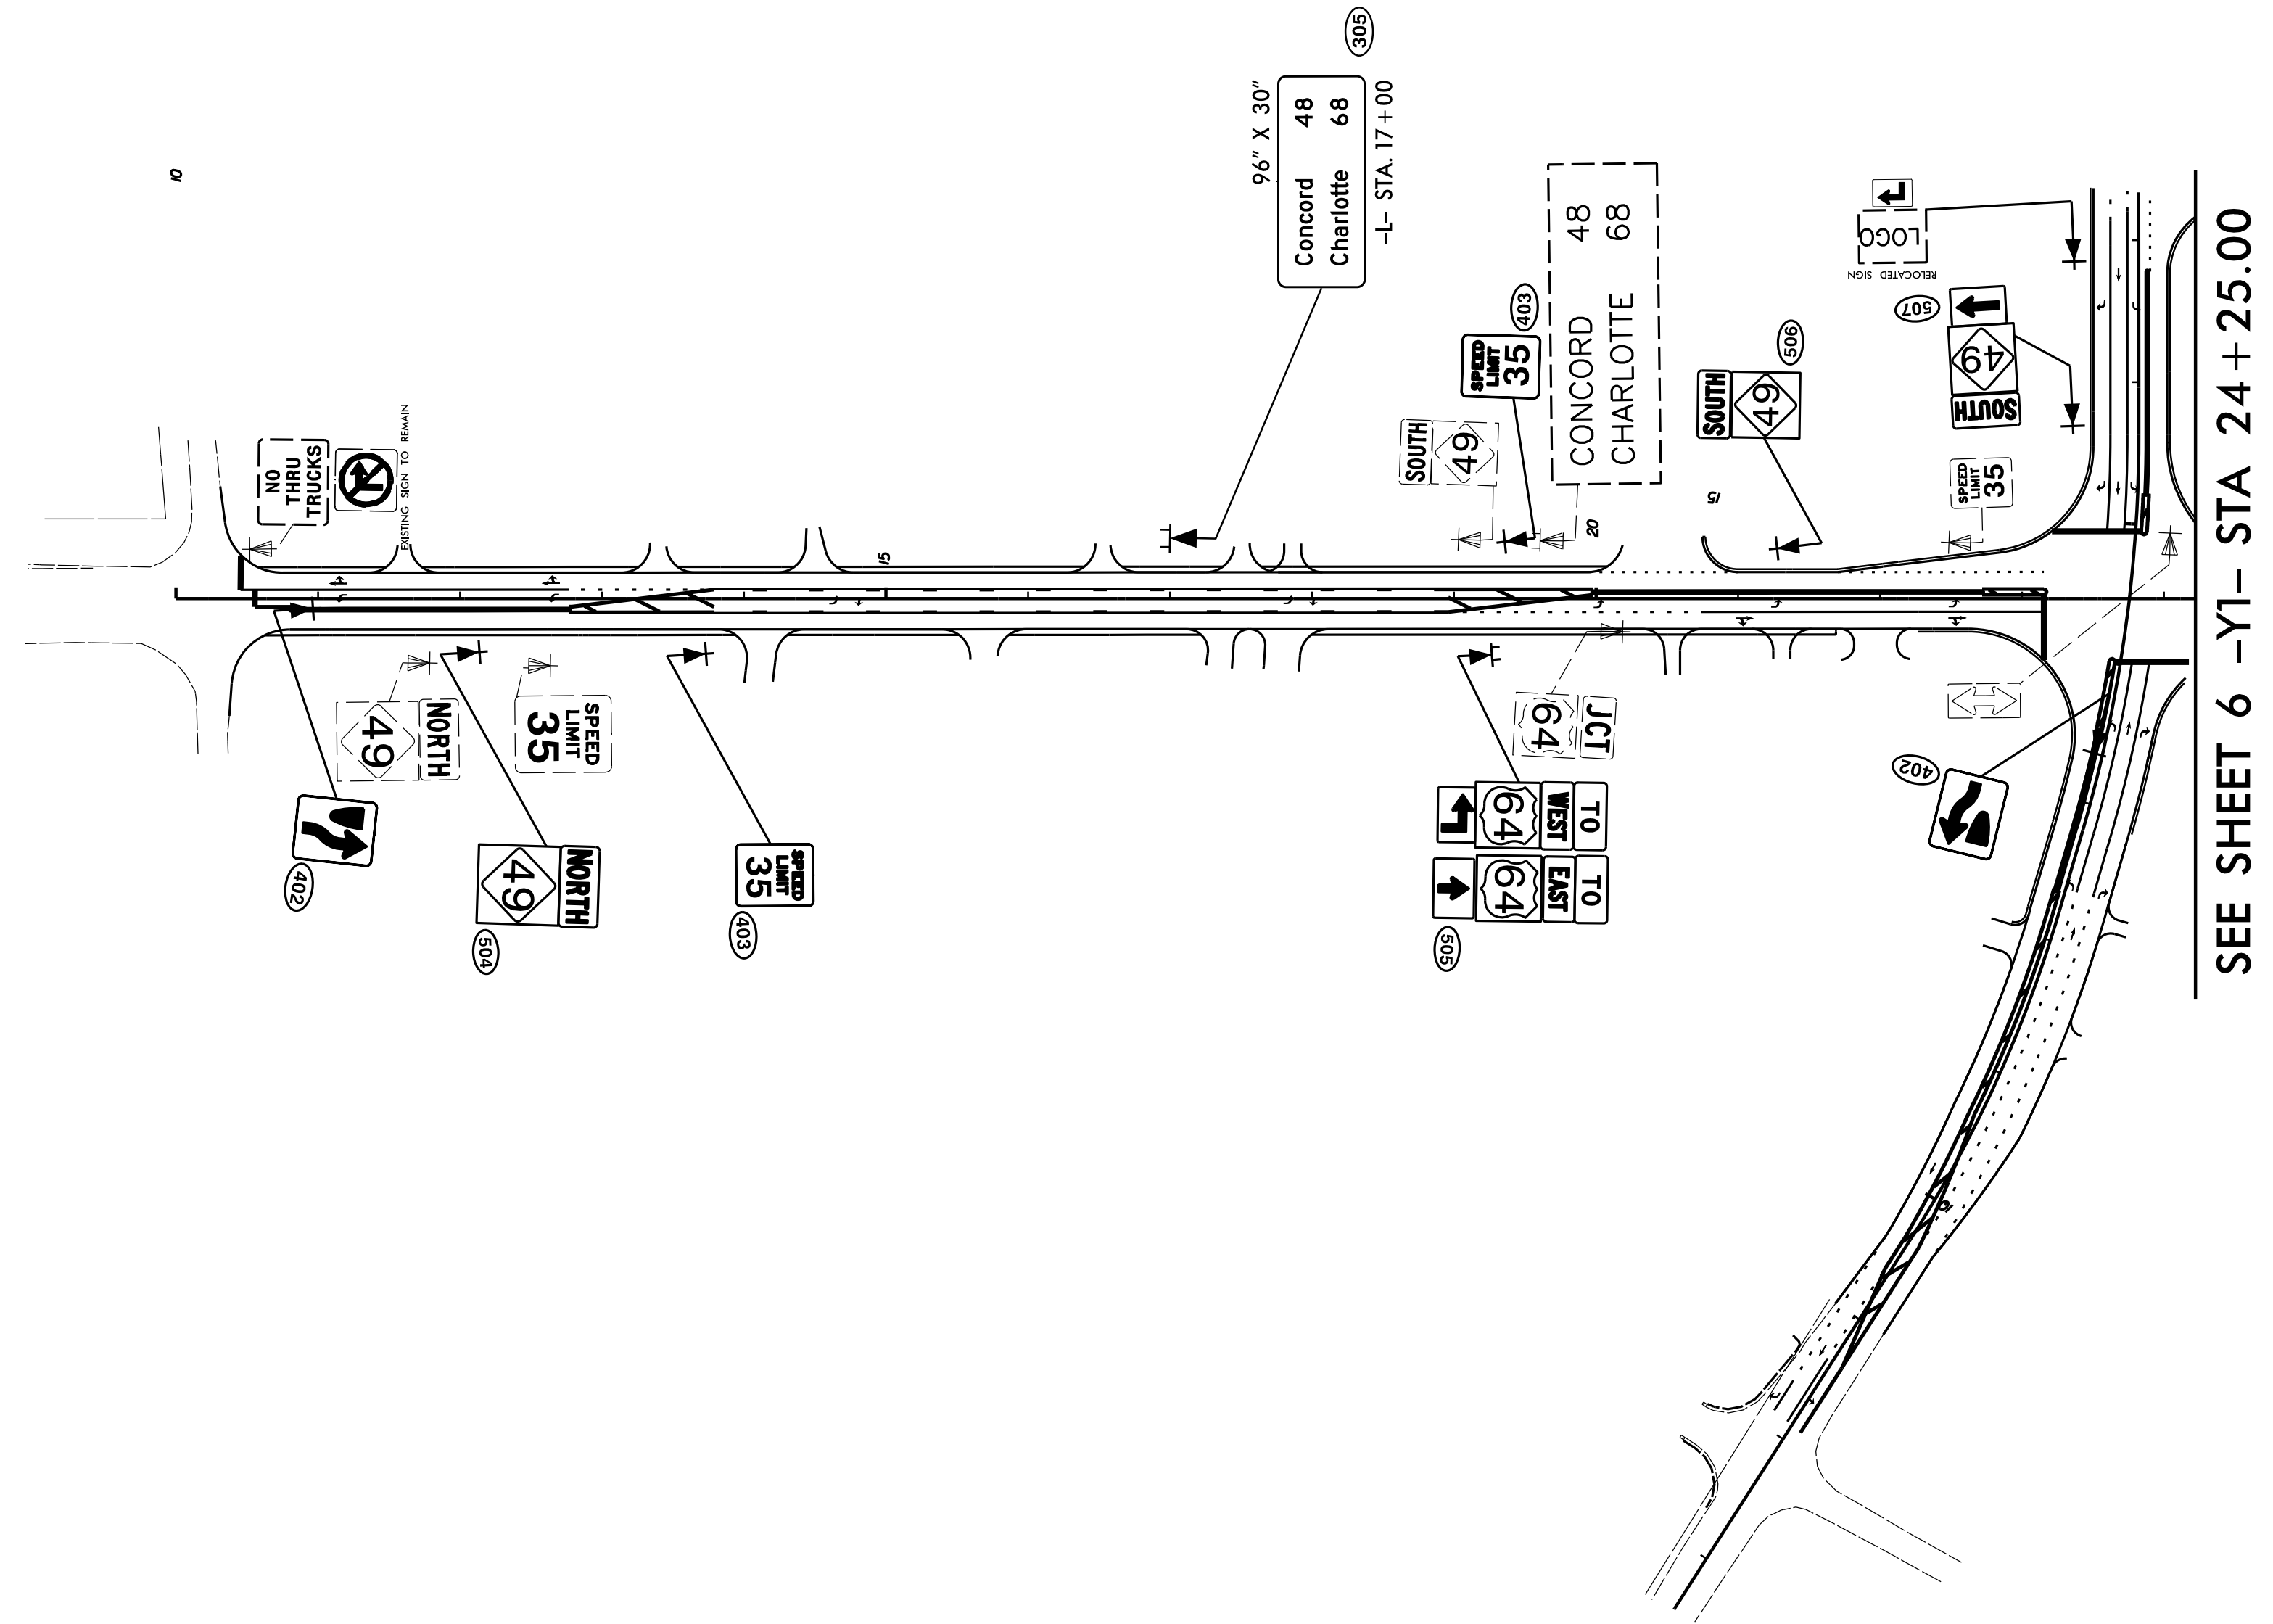 10
305
96" X 30"
Concord 48
Charlotte 68
-L- STA. 17+00
NO
THRU
TRUCKS
EXISTING SIGN TO REMAIN
SOUTH
49
SPEED
LIMIT
35
403
CONCORD 48
CHARLOTTE 68
SOUTH
49
506
LOGO
RELOCATED SIGN
507
SOUTH
49
SPEED
LIMIT
35
15
20
15
NORTH
49
SPEED
LIMIT
35
402
NORTH
49
504
SPEED
LIMIT
35
403
JCT
64
TO
WEST
64
TO
EAST
64
505
402
10
SEE SHEET 6 -Y1- STA 24+25.00